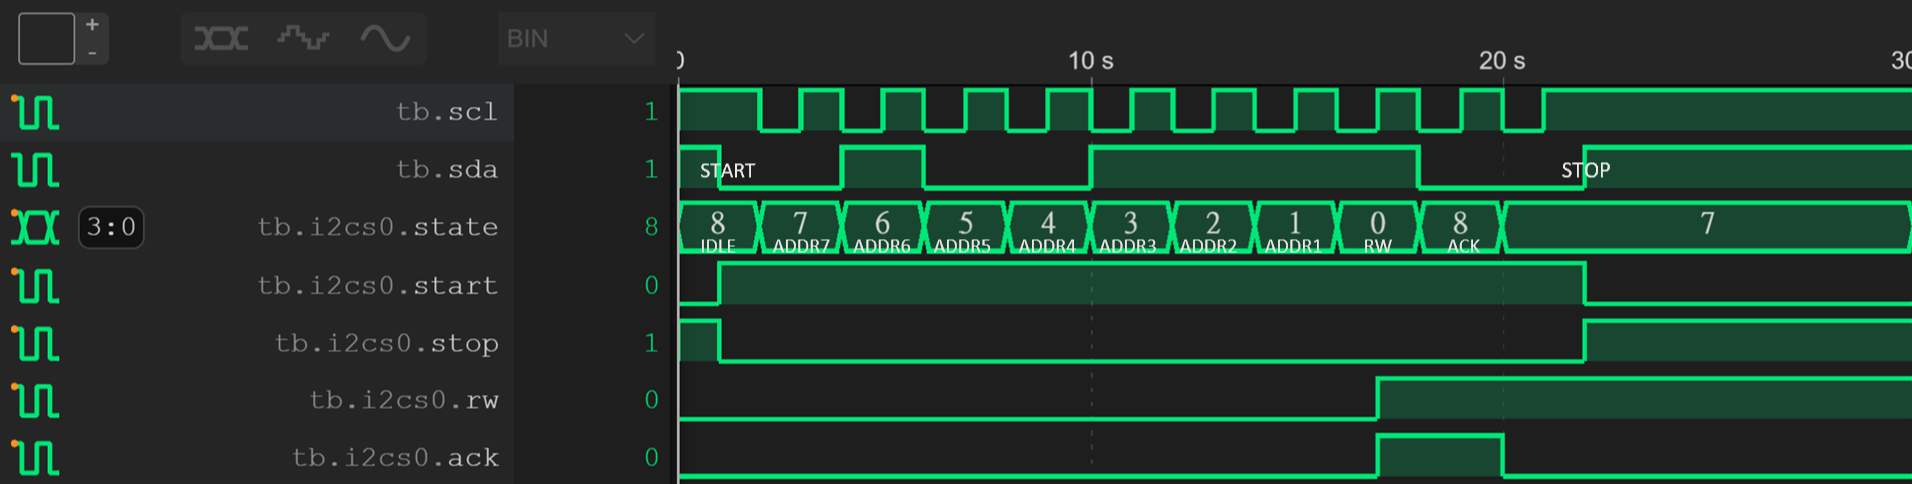 +
-
BIN
0 10 s 20 s 30
tb.scl 1
tb.sda 1 START STOP
3:0 tb.i2cs0.state 8 8 7 6 5 4 3 2 1 0 8 7
IDLE ADDR7 ADDR6 ADDR5 ADDR4 ADDR3 ADDR2 ADDR1 RW ACK
tb.i2cs0.start 0
tb.i2cs0.stop 1
tb.i2cs0.rw 0
tb.i2cs0.ack 0